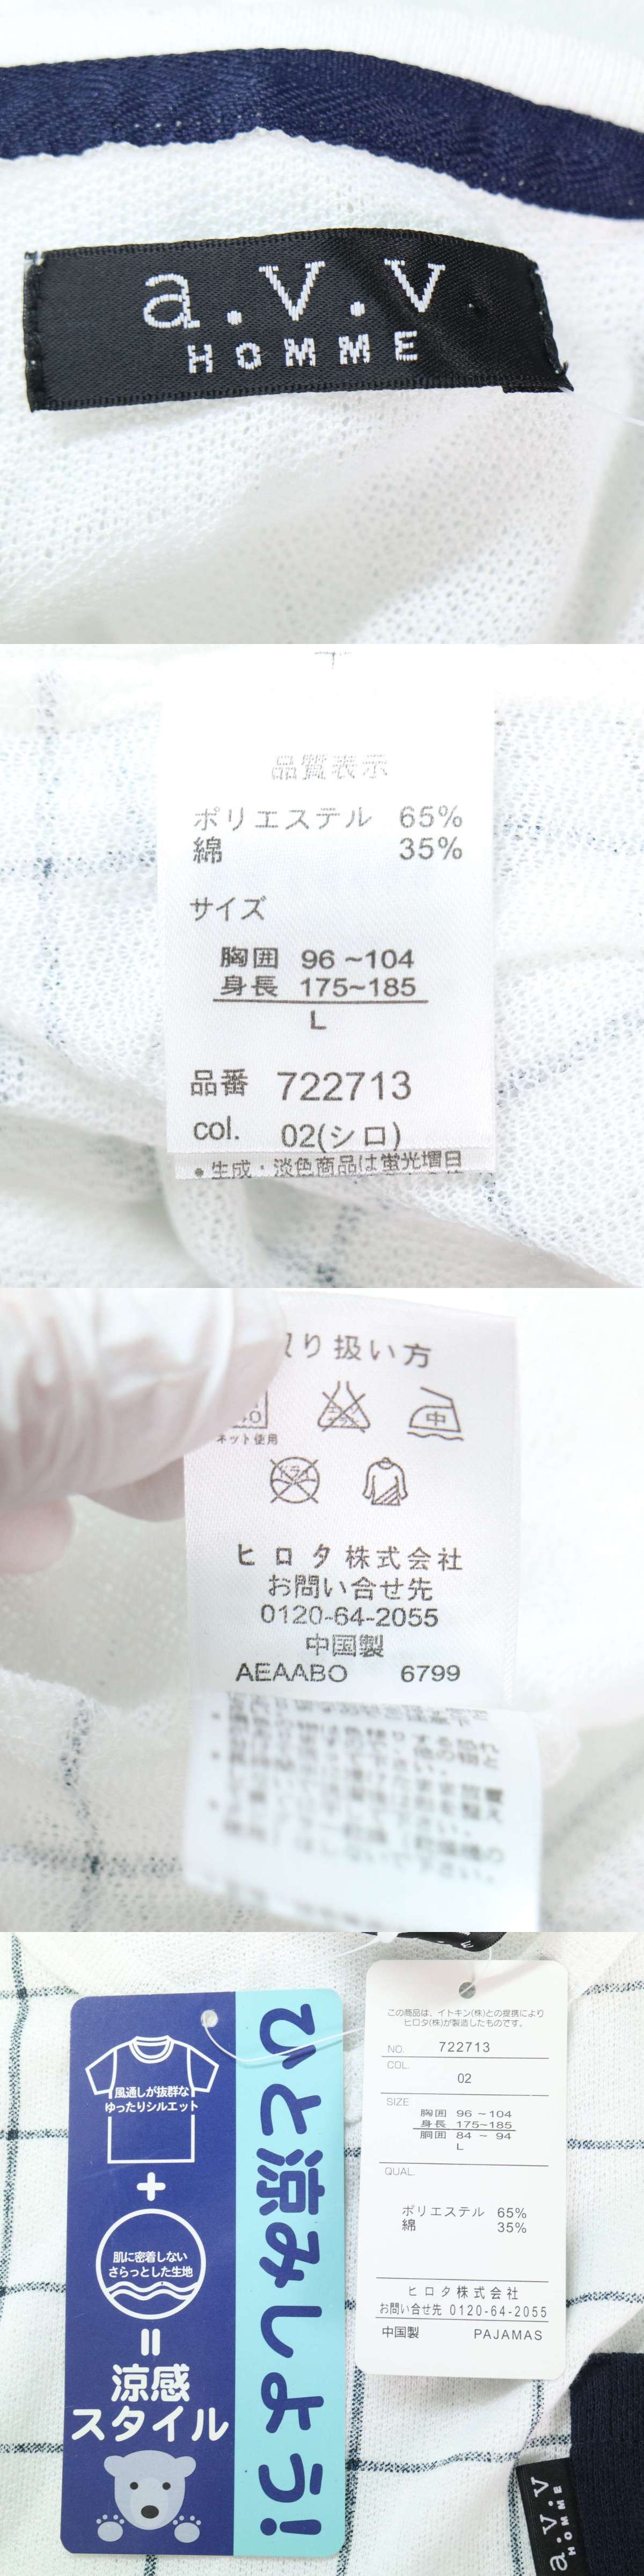 a.v.v
HOMME
品質表示
ポリエステル 65%
綿 35%
サイズ
胸囲 96 ~104
身長 175~185
L
品番 722713
col. 02(シロ)
• 生成・淡色商品は蛍光増白
り扱い方
ネット使用
中
ドライ
ヒロタ株式会社
お問い合せ先
0120-64-2055
中国製
AEAABO 6799
風通しが抜群な
ゆったりシルエット
+
肌に密着しない
さらっとした生地
=
涼感
スタイル
ひと涼みしよう!
この商品は、イトキン(株)との提携により
ヒロタ(株)が製造したものです。
NO. 722713
COL. 02
SIZE
胸囲 96 ~ 104
身長 175~185
胴囲 84 ~ 94
L
QUAL.
ポリエステル 65%
綿 35%
ヒロタ株式会社
お問い合せ先 0120-64-2055
中国製 PAJAMAS
a.v.v
HOMME